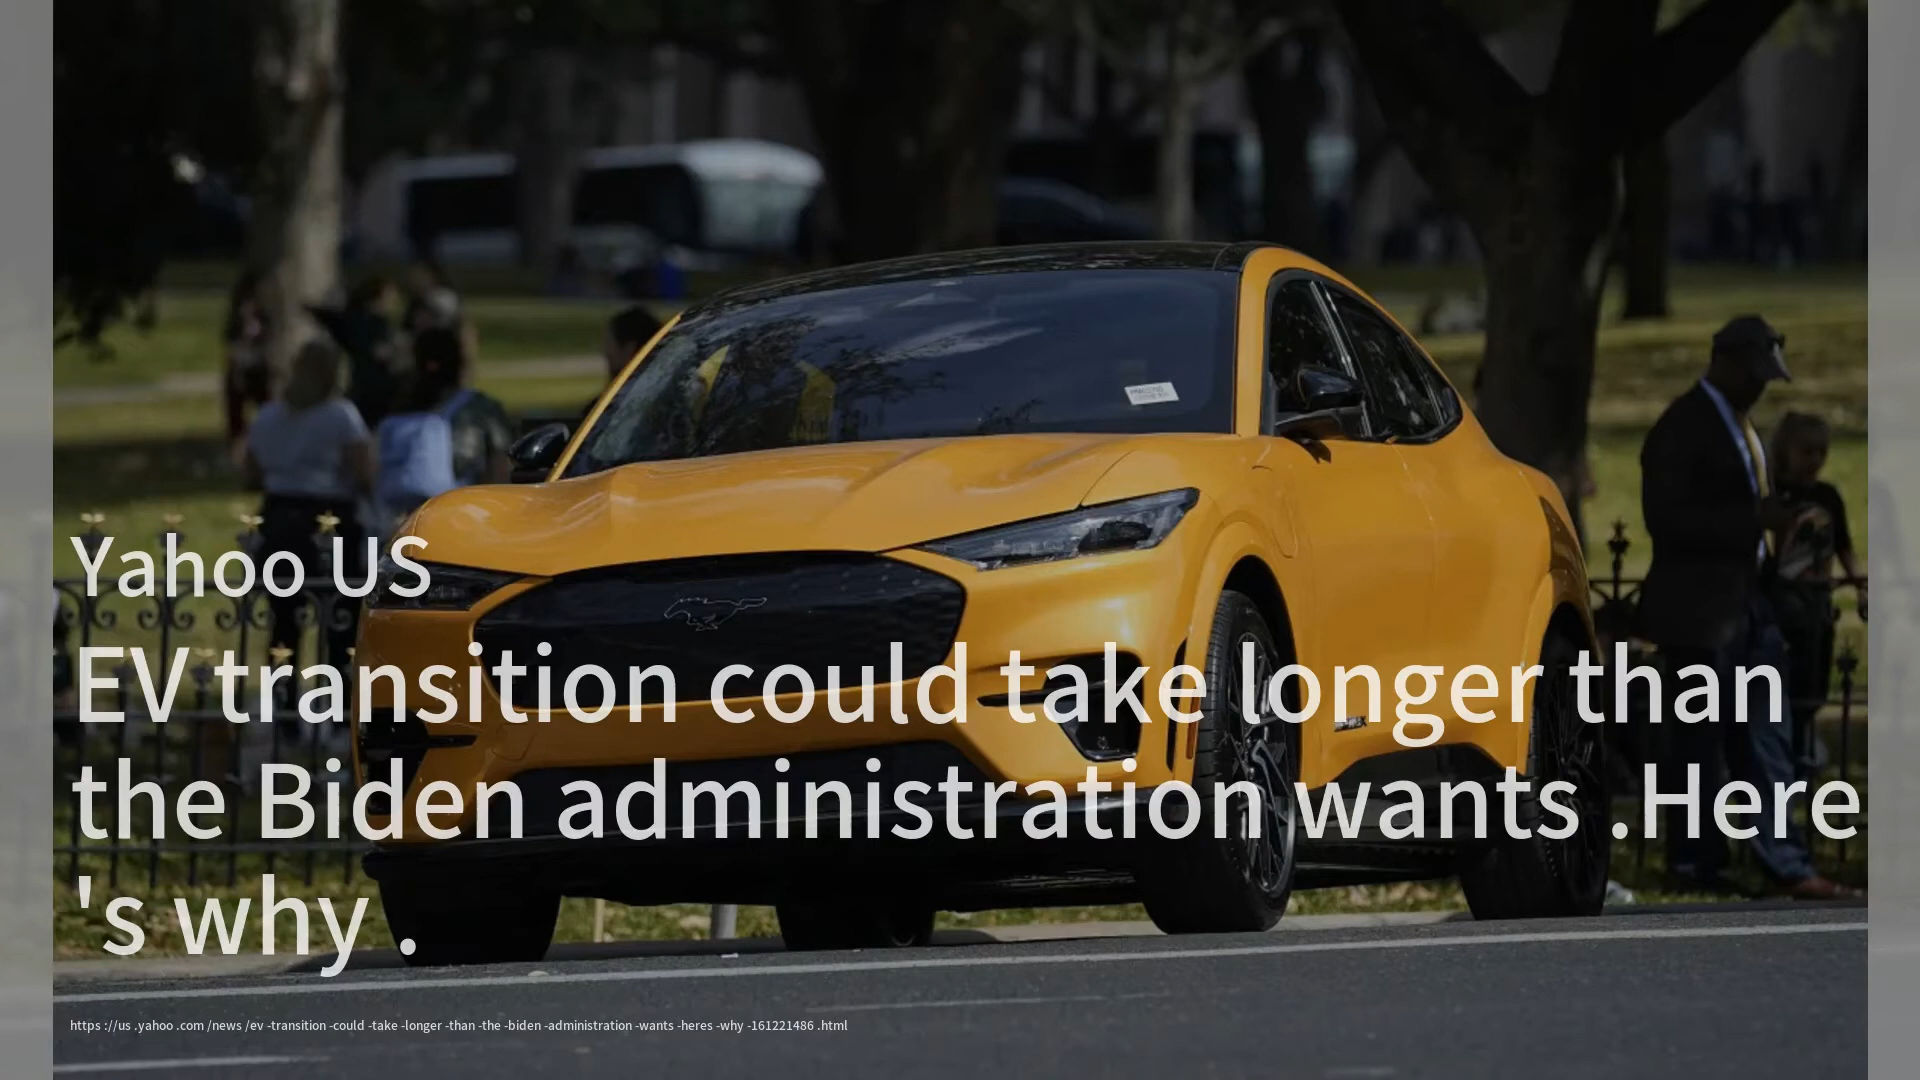 Yahoo US
EV transition could take longer than
the Biden administration wants .Here
's why .
https ://us .yahoo .com /news /ev -transition -could -take -longer -than -the -biden -administration -wants -heres -why -161221486 .html